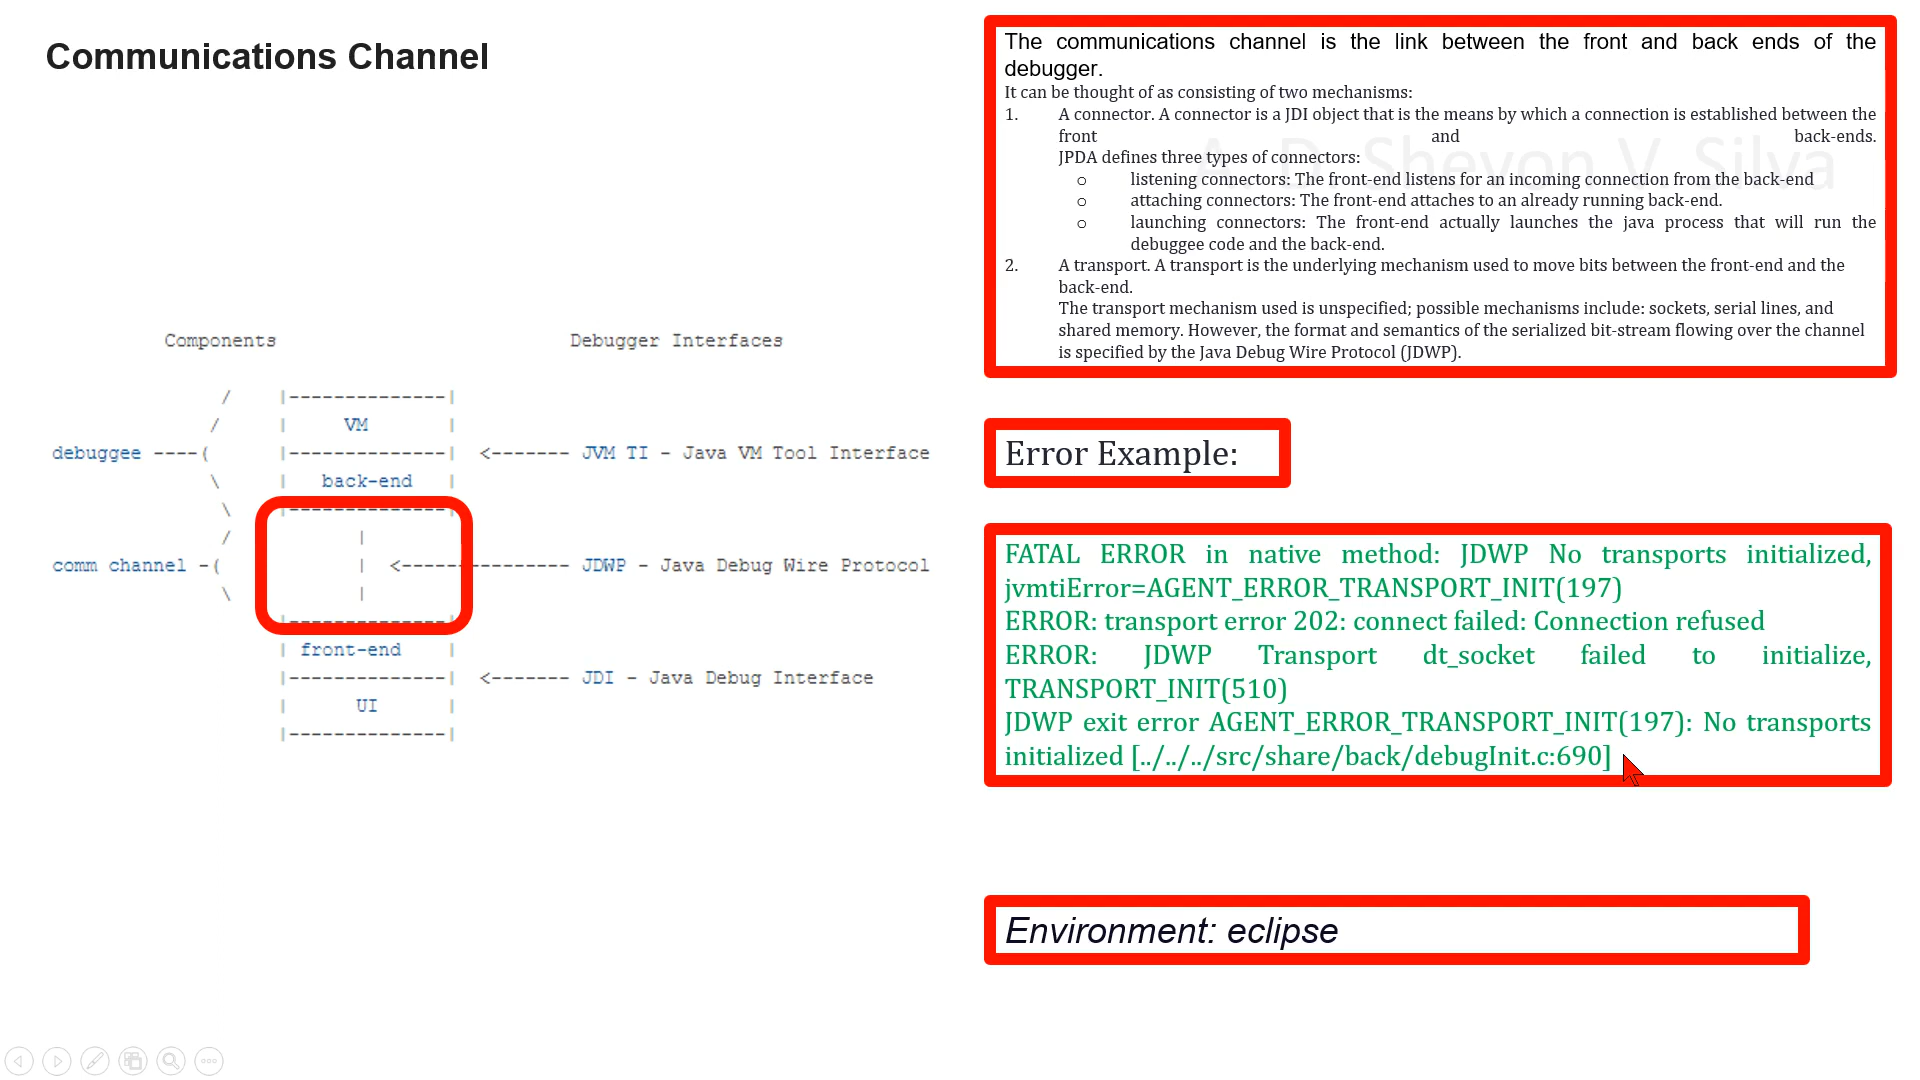 Communications Channel
The communications channel is the link between the front and back ends of the
debugger.
It can be thought of as consisting of two mechanisms:
1. A connector. A connector is a JDI object that is the means by which a connection is established between the
front and back-ends.
JPDA defines three types of connectors:
o listening connectors: The front-end listens for an incoming connection from the back-end
o attaching connectors: The front-end attaches to an already running back-end.
o launching connectors: The front-end actually launches the java process that will run the
debuggee code and the back-end.
2. A transport. A transport is the underlying mechanism used to move bits between the front-end and the
back-end.
The transport mechanism used is unspecified; possible mechanisms include: sockets, serial lines, and
shared memory. However, the format and semantics of the serialized bit-stream flowing over the channel
is specified by the Java Debug Wire Protocol (JDWP).
A. D. Shevon V. Silva
Components Debugger Interfaces
/ |--------------|
/ | VM |
debuggee ----( |--------------| <------- JVM TI - Java VM Tool Interface
\ | back-end |
\ |--------------|
/ |
comm channel -( | <--------------- JDWP - Java Debug Wire Protocol
\ |
|--------------|
| front-end |
|--------------| <------- JDI - Java Debug Interface
| UI |
|--------------|
Error Example:
FATAL ERROR in native method: JDWP No transports initialized,
jvmtiError=AGENT_ERROR_TRANSPORT_INIT(197)
ERROR: transport error 202: connect failed: Connection refused
ERROR: JDWP Transport dt_socket failed to initialize,
TRANSPORT_INIT(510)
JDWP exit error AGENT_ERROR_TRANSPORT_INIT(197): No transports
initialized [../../../src/share/back/debugInit.c:690]
Environment: eclipse